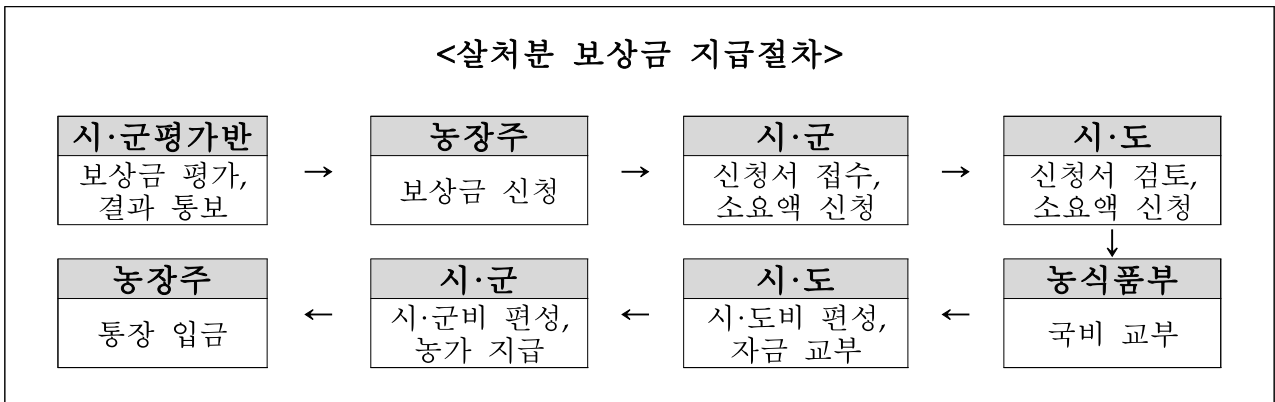 <살처분 보상금 지급절차>
시·군평가반
보상금 평가,
결과 통보
→
농장주
보상금 신청
→
시·군
신청서 접수,
소요액 신청
→
시·도
신청서 검토,
소요액 신청
↓
농식품부
국비 교부
←
시·도
시·도비 편성,
자금 교부
←
시·군
시·군비 편성,
농가 지급
←
농장주
통장 입금